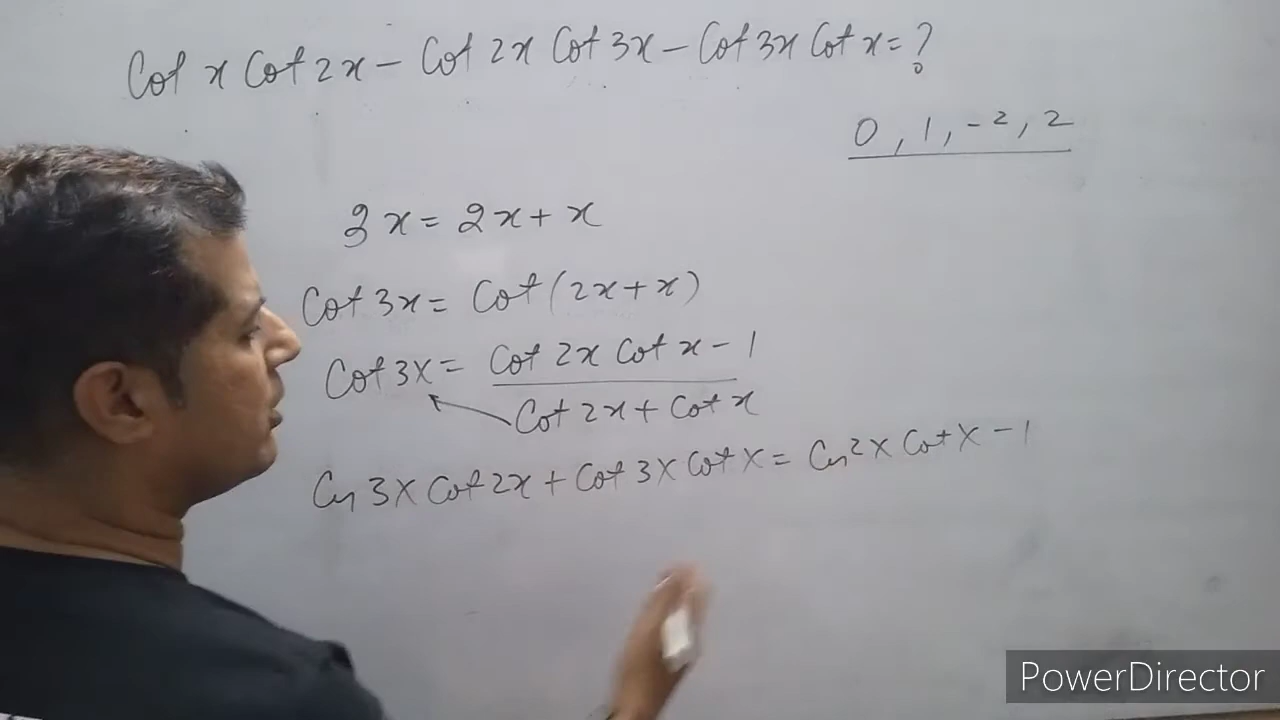 Cot x Cot 2x - Cot 2x Cot 3x - Cot 3x Cot x = ?
0, 1, -2, 2
3x = 2x + x
Cot 3x = Cot (2x + x)
Cot 3x = Cot 2x Cot x - 1
Cot 2x + Cot x
Cot 3x Cot 2x + Cot 3x Cot x = Cot 2x Cot x - 1
PowerDirector